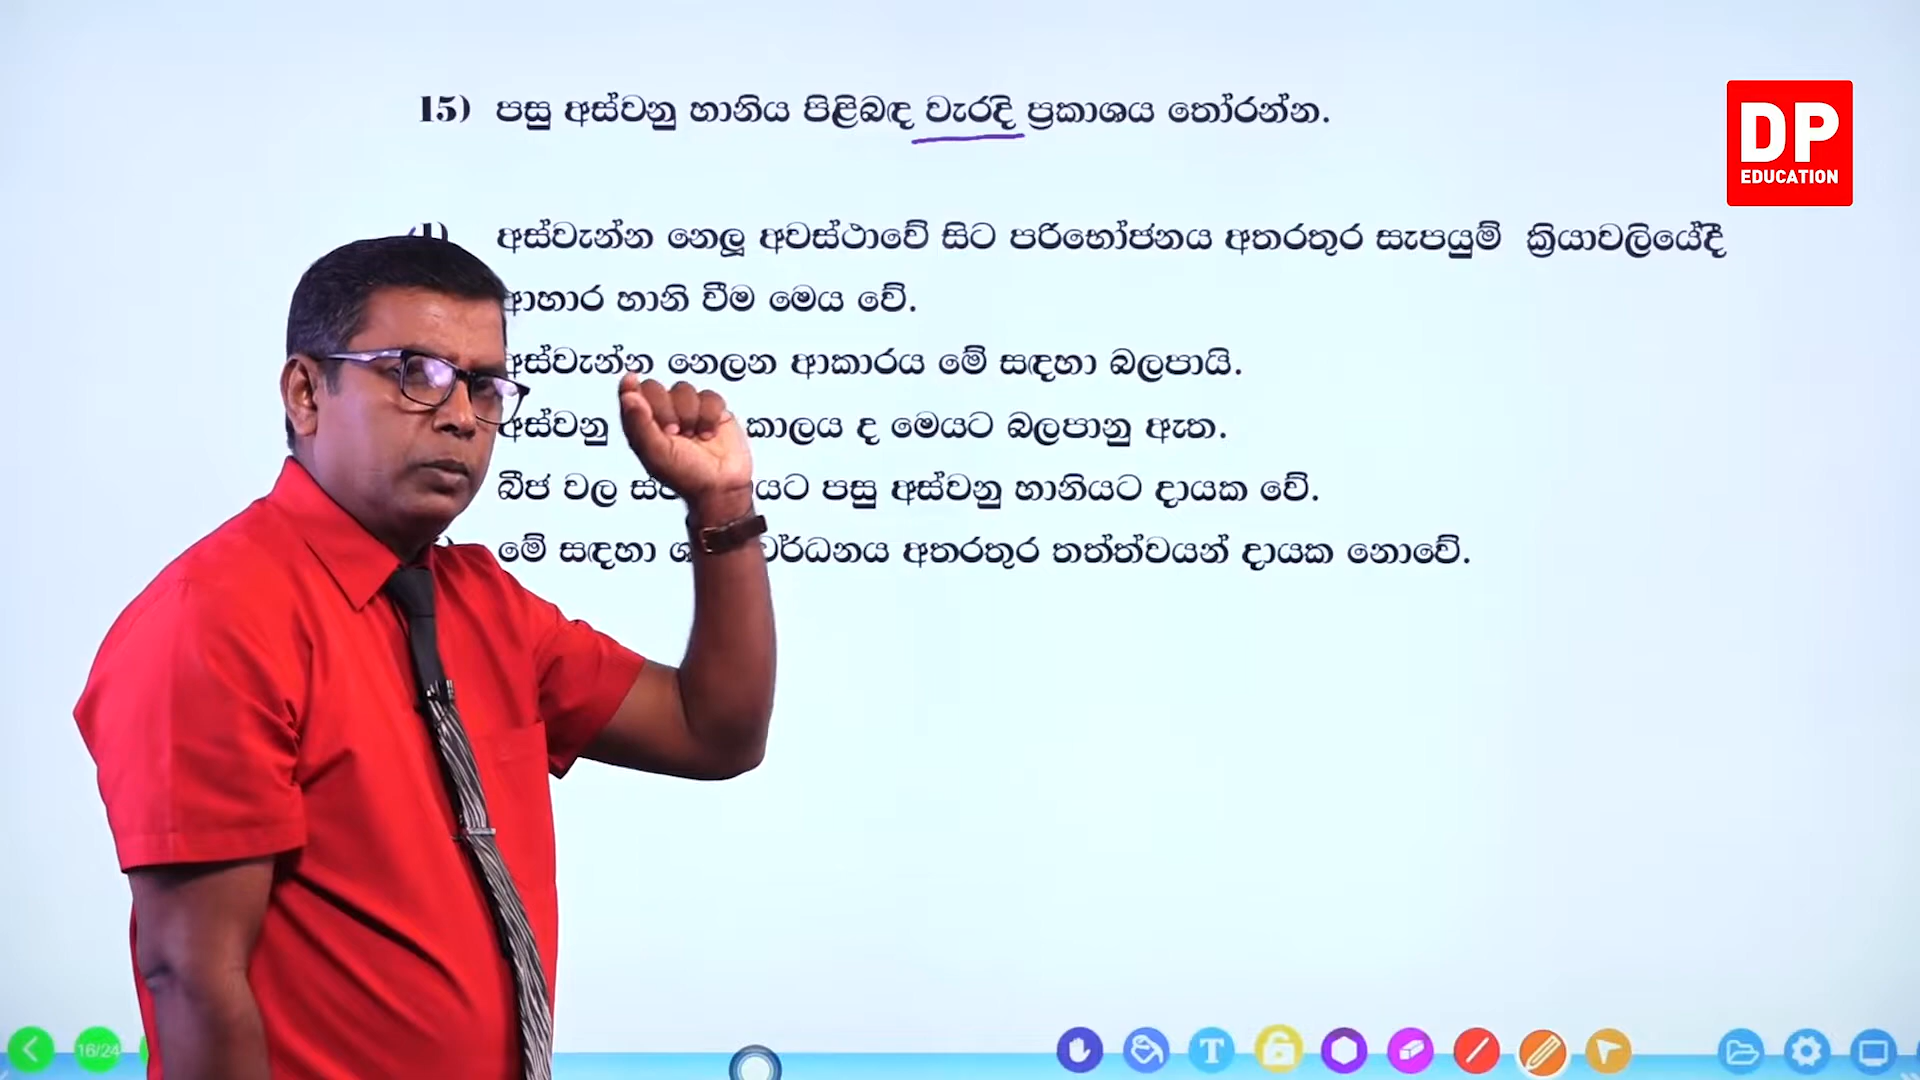 15) පසු අස්වනු හානිය පිළිබඳ වැරදි ප්‍රකාශය තෝරන්න.
DP
EDUCATION
අස්වැන්න නෙලූ අවස්ථාවේ සිට පරිභෝජනය අතරතුර සැපයුම් ක්‍රියාවලියේදී
ආහාර හානි වීම මෙය වේ.
අස්වැන්න නෙලන ආකාරය මේ සඳහා බලපායි.
අස්වනු කාලය ද මෙයට බලපානු ඇත.
බීජ වල පසු අස්වනු හානියට දායක වේ.
මේ සඳහා අතරතුර තත්ත්වයන් දායක නොවේ.
16/24